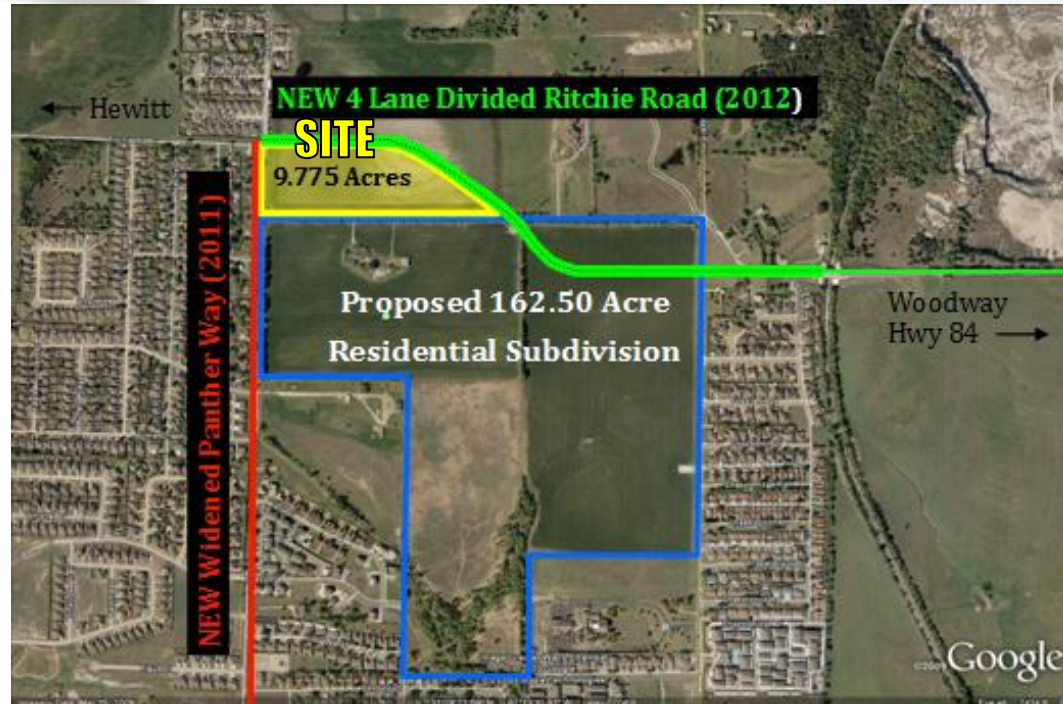 NEW 4 Lane Divided Ritchie Road (2012)
← Hewitt
SITE
9.775 Acres
NEW Widened Panther Way (2011)
Proposed 162.50 Acre
Residential Subdivision
Woodway
Hwy 84 →
©2009 Google